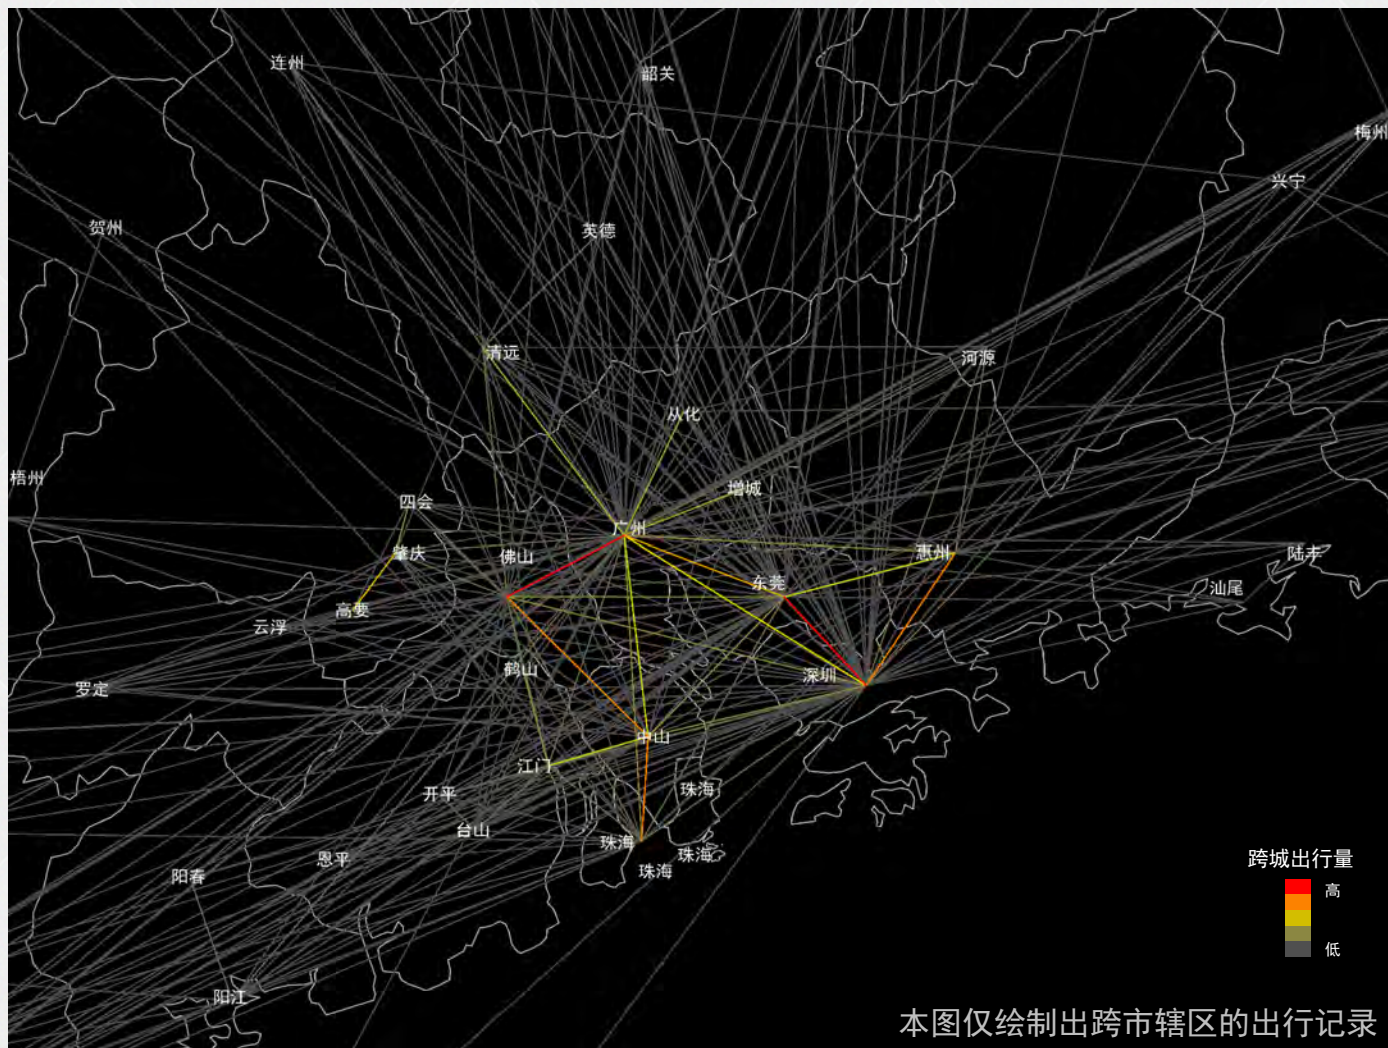 连州
韶关
梅州
兴宁
贺州
英德
清远
河源
从化
梧州
增城
四会
广州
肇庆
佛山
惠州
陆丰
东莞
汕尾
高要
云浮
鹤山
深圳
罗定
中山
江门
珠海
开平
台山
珠海
珠海
恩平
珠海
阳春
阳江
跨城出行量
高
低
本图仅绘制出跨市辖区的出行记录